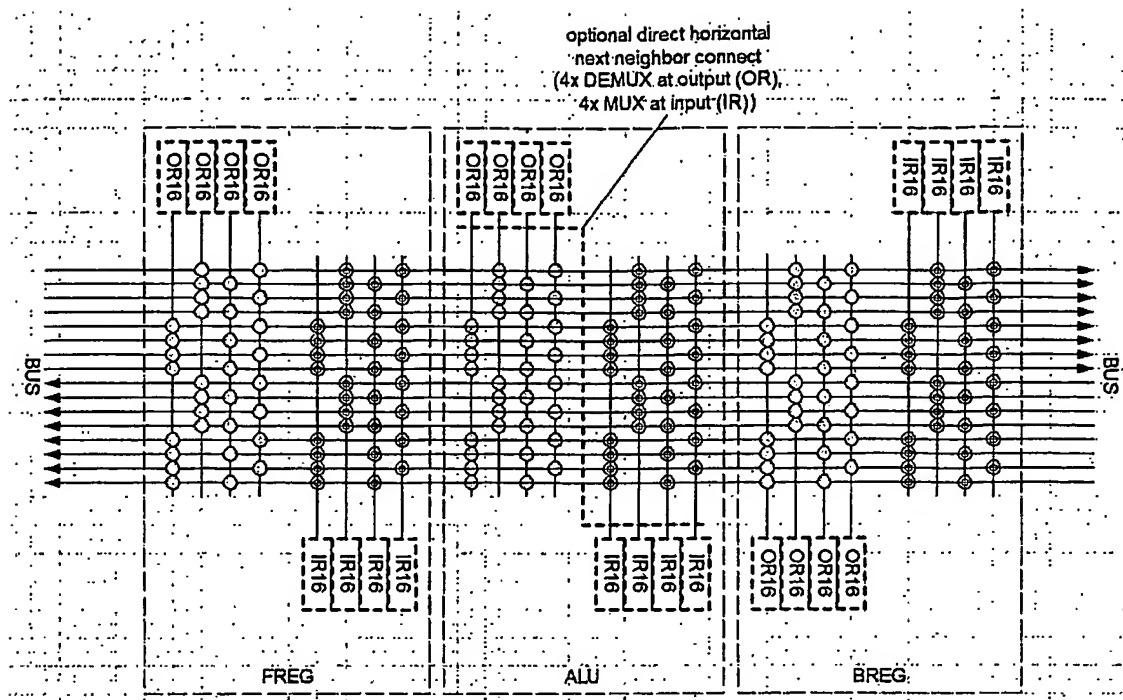 optional direct horizontal
next neighbor connect
(4x DEMUX at output (OR),
4x MUX at input (IR))
OR16 OR16 OR16 OR16
OR16 OR16 OR16 OR16
IR16 IR16 IR16 IR16
BUS
BUS
IR16 IR16 IR16 IR16
IR16 IR16 IR16 IR16
OR16 OR16 OR16 OR16
FREG
ALU
BREG